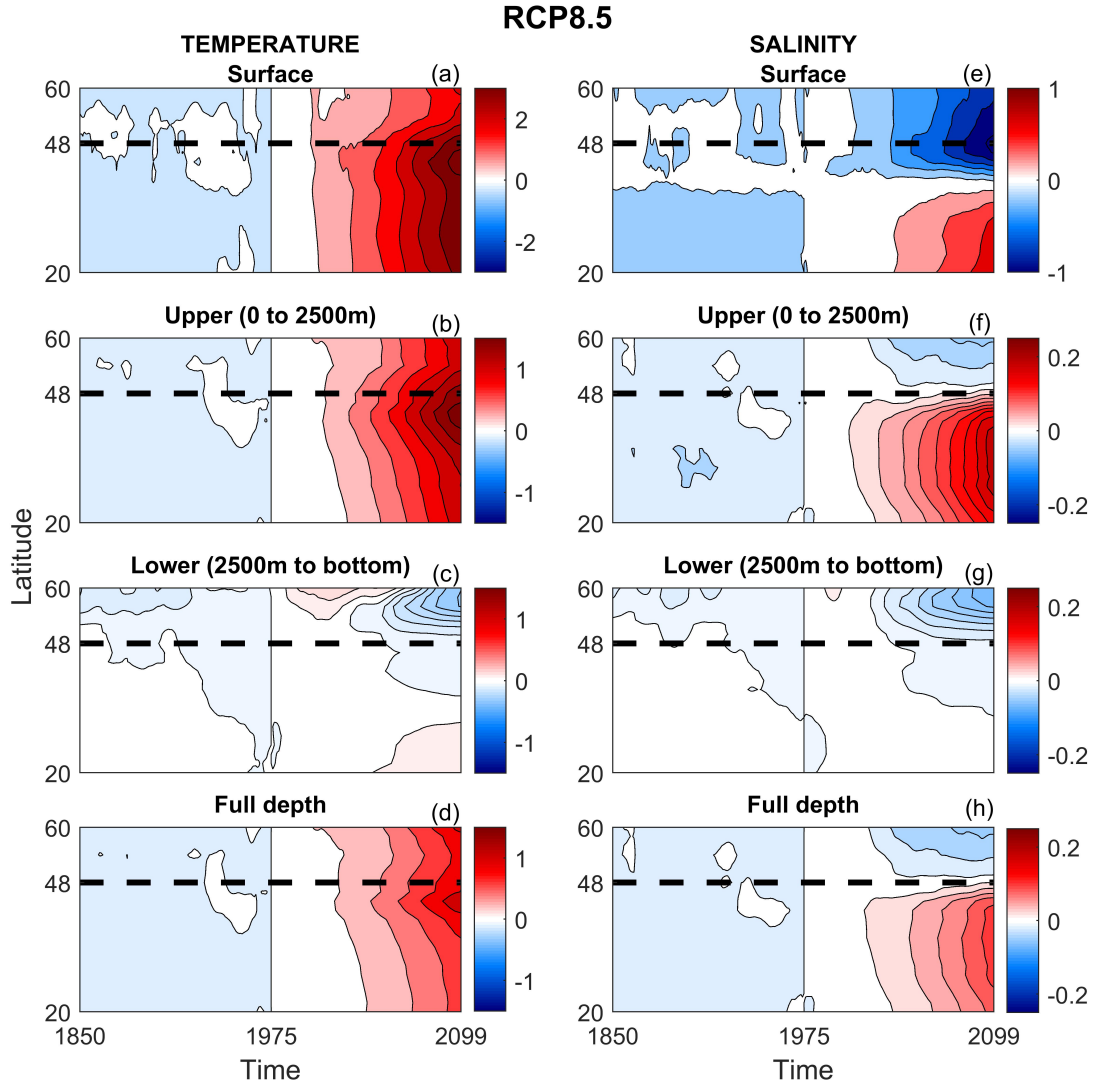 RCP8.5
TEMPERATURE
Surface
(a)
60
48
20
2
0
-2
Upper (0 to 2500m)
(b)
60
48
20
1
0
-1
Lower (2500m to bottom)
(c)
60
48
20
1
0
-1
Full depth
(d)
60
48
20
1
0
-1
1850
1975
2099
Time
Latitude
SALINITY
Surface
(e)
60
48
20
1
0
-1
Upper (0 to 2500m)
(f)
60
48
20
0.2
0
-0.2
Lower (2500m to bottom)
(g)
60
48
20
0.2
0
-0.2
Full depth
(h)
60
48
20
0.2
0
-0.2
1850
1975
2099
Time